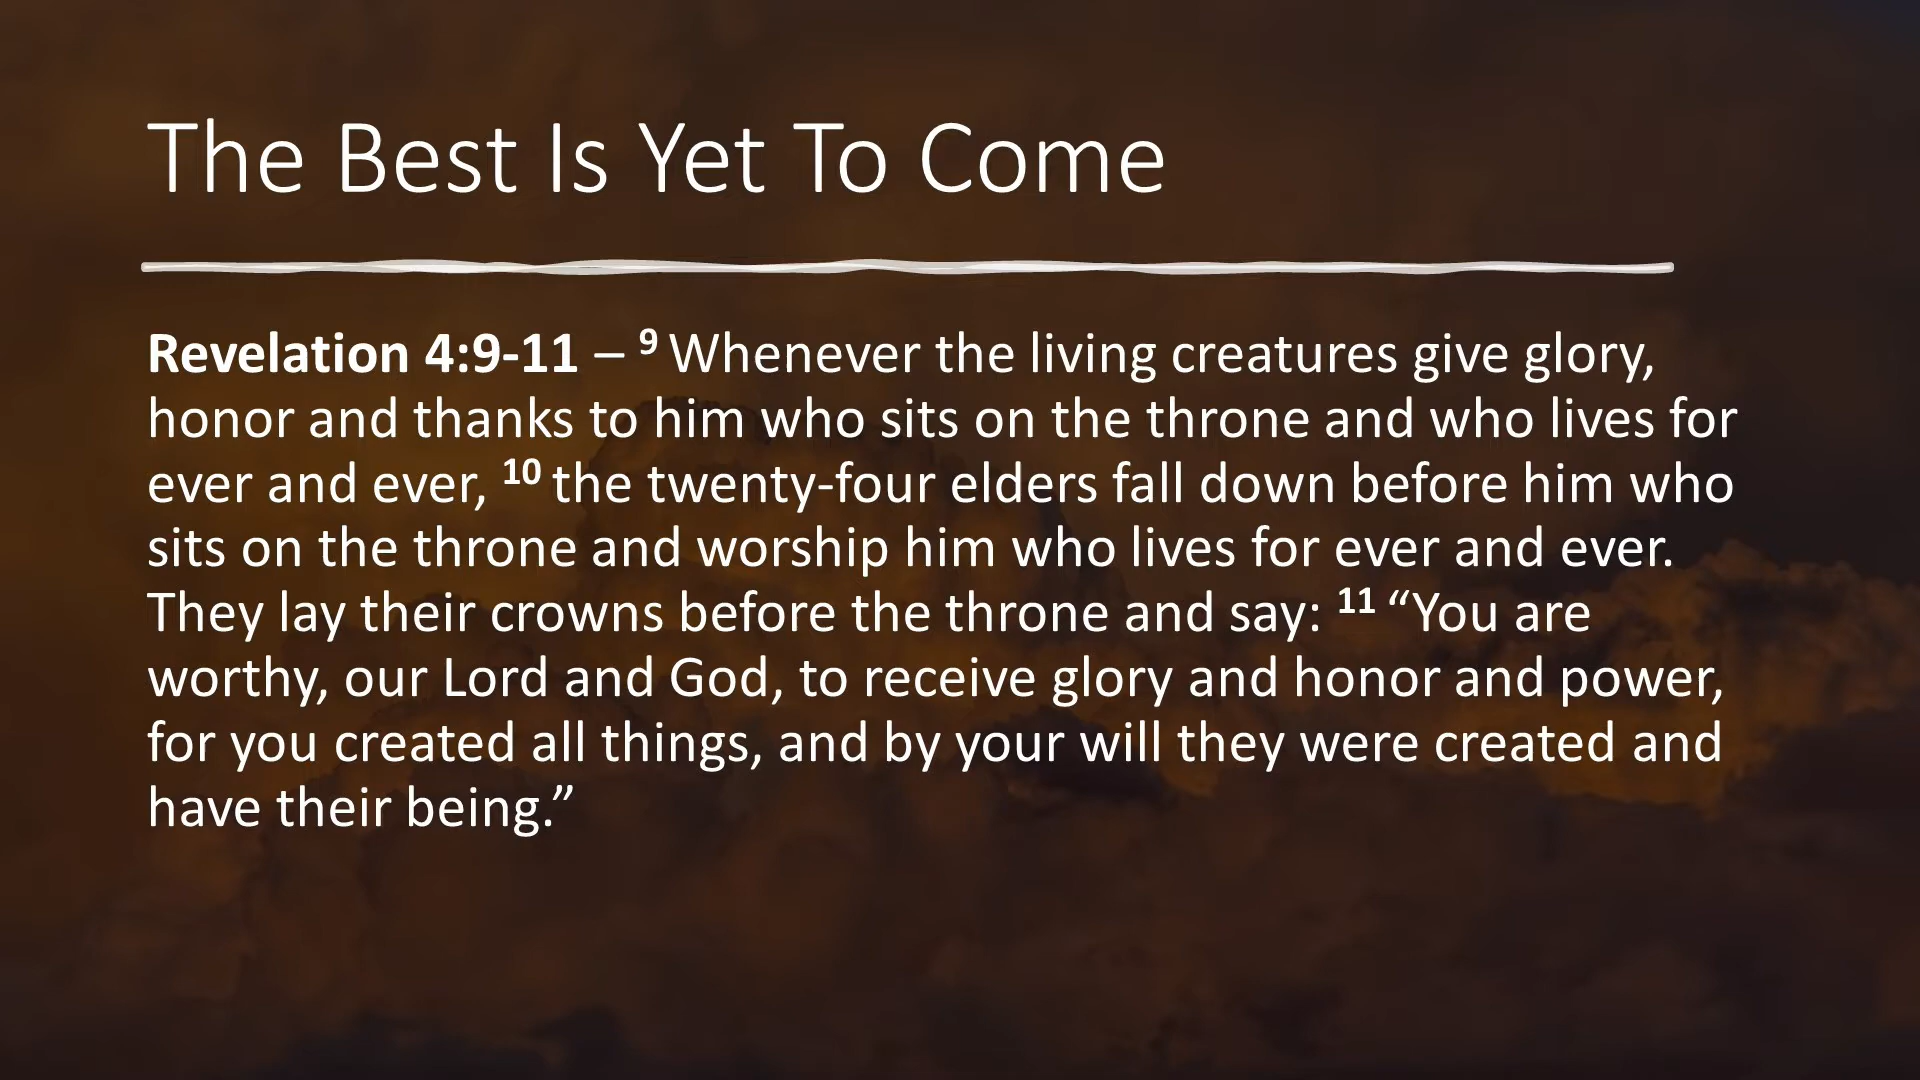 The Best Is Yet To Come
Revelation 4:9-11 – 9 Whenever the living creatures give glory,
honor and thanks to him who sits on the throne and who lives for
ever and ever, 10 the twenty-four elders fall down before him who
sits on the throne and worship him who lives for ever and ever.
They lay their crowns before the throne and say: 11 “You are
worthy, our Lord and God, to receive glory and honor and power,
for you created all things, and by your will they were created and
have their being.”